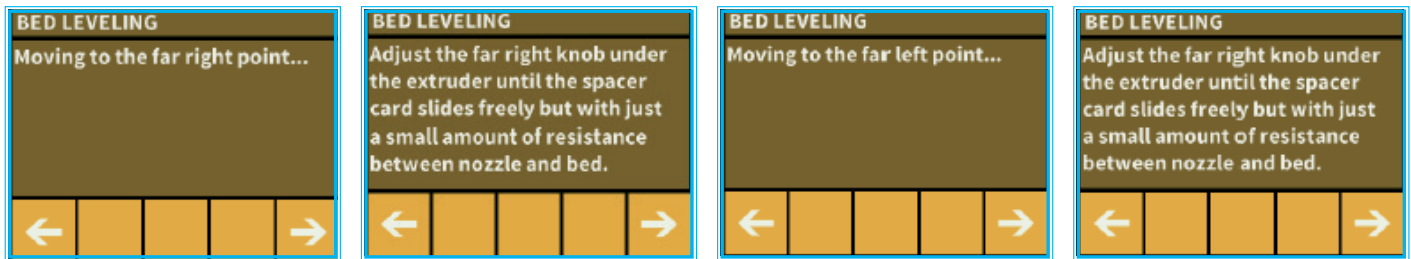 BED LEVELING
Moving to the far right point...
BED LEVELING
Adjust the far right knob under
the extruder until the spacer
card slides freely but with just
a small amount of resistance
between nozzle and bed.
BED LEVELING
Moving to the far left point...
BED LEVELING
Adjust the far right knob under
the extruder until the spacer
card slides freely but with just
a small amount of resistance
between nozzle and bed.